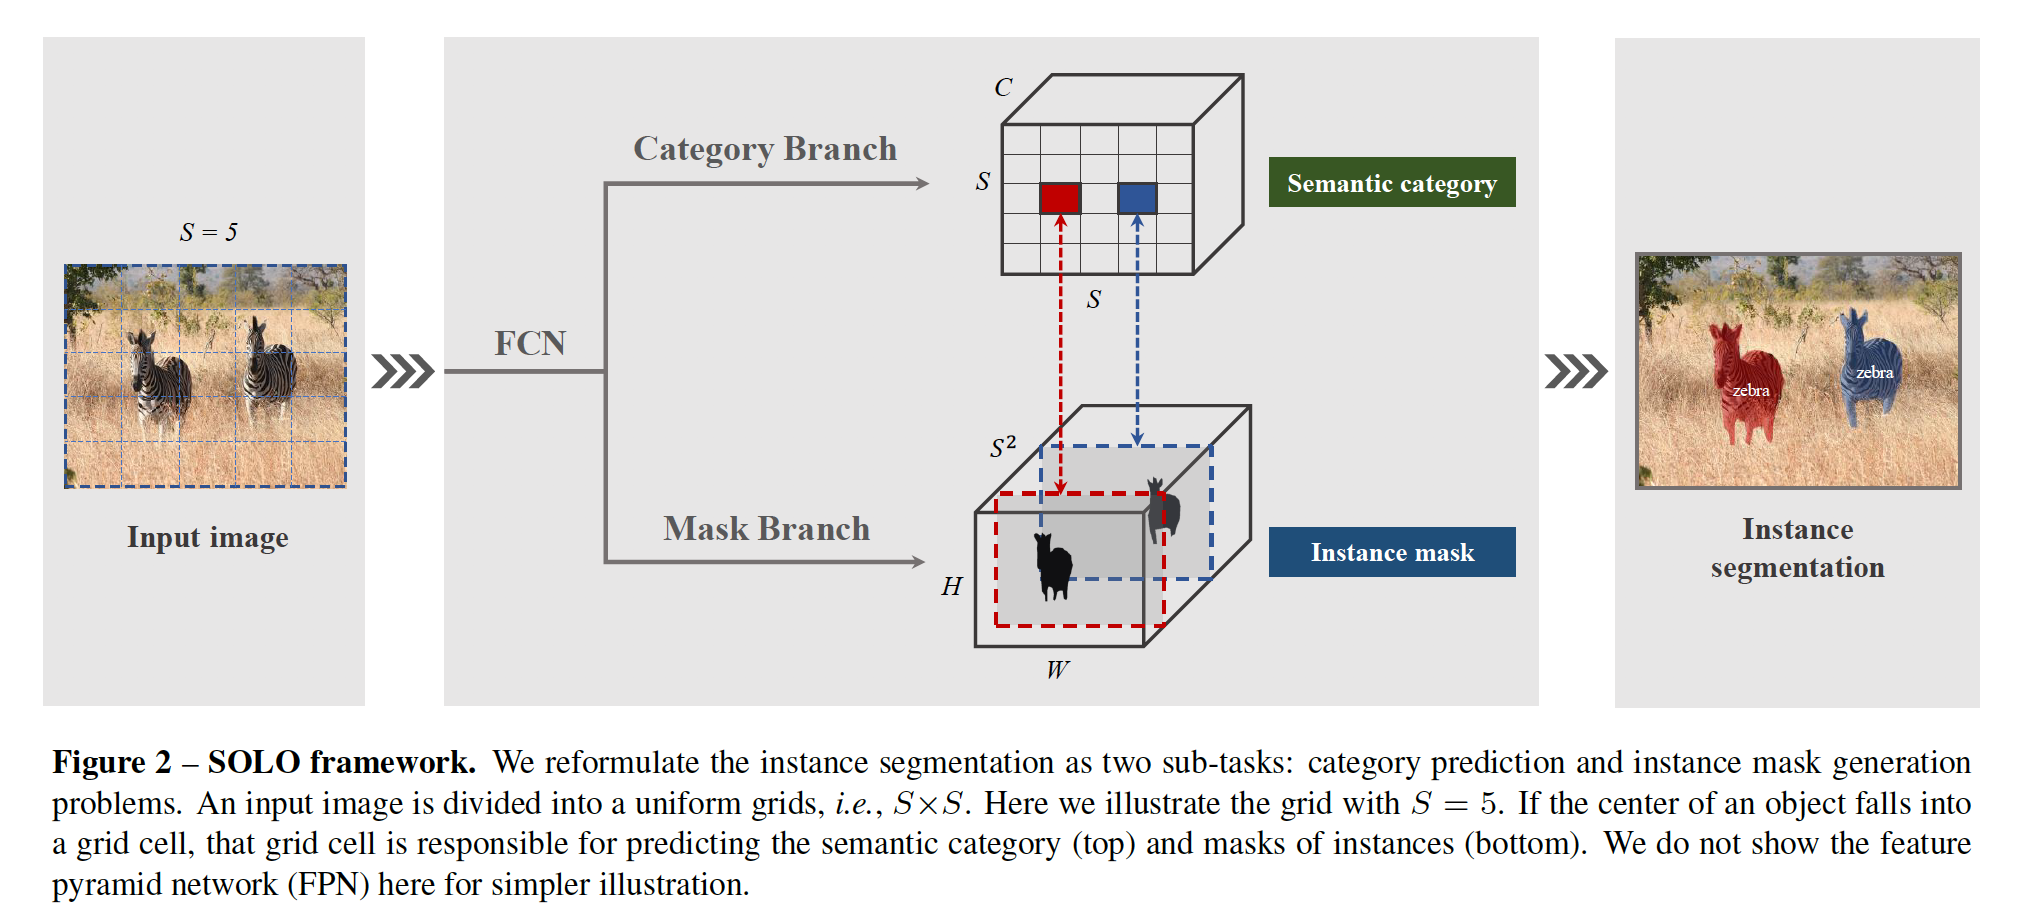 S = 5
Input image
FCN
Category Branch
Mask Branch
C
S
S
Semantic category
S²
H
W
Instance mask
zebra
zebra
Instance
segmentation
Figure 2 – SOLO framework. We reformulate the instance segmentation as two sub-tasks: category prediction and instance mask generation
problems. An input image is divided into a uniform grids, i.e., S×S. Here we illustrate the grid with S = 5. If the center of an object falls into
a grid cell, that grid cell is responsible for predicting the semantic category (top) and masks of instances (bottom). We do not show the feature
pyramid network (FPN) here for simpler illustration.